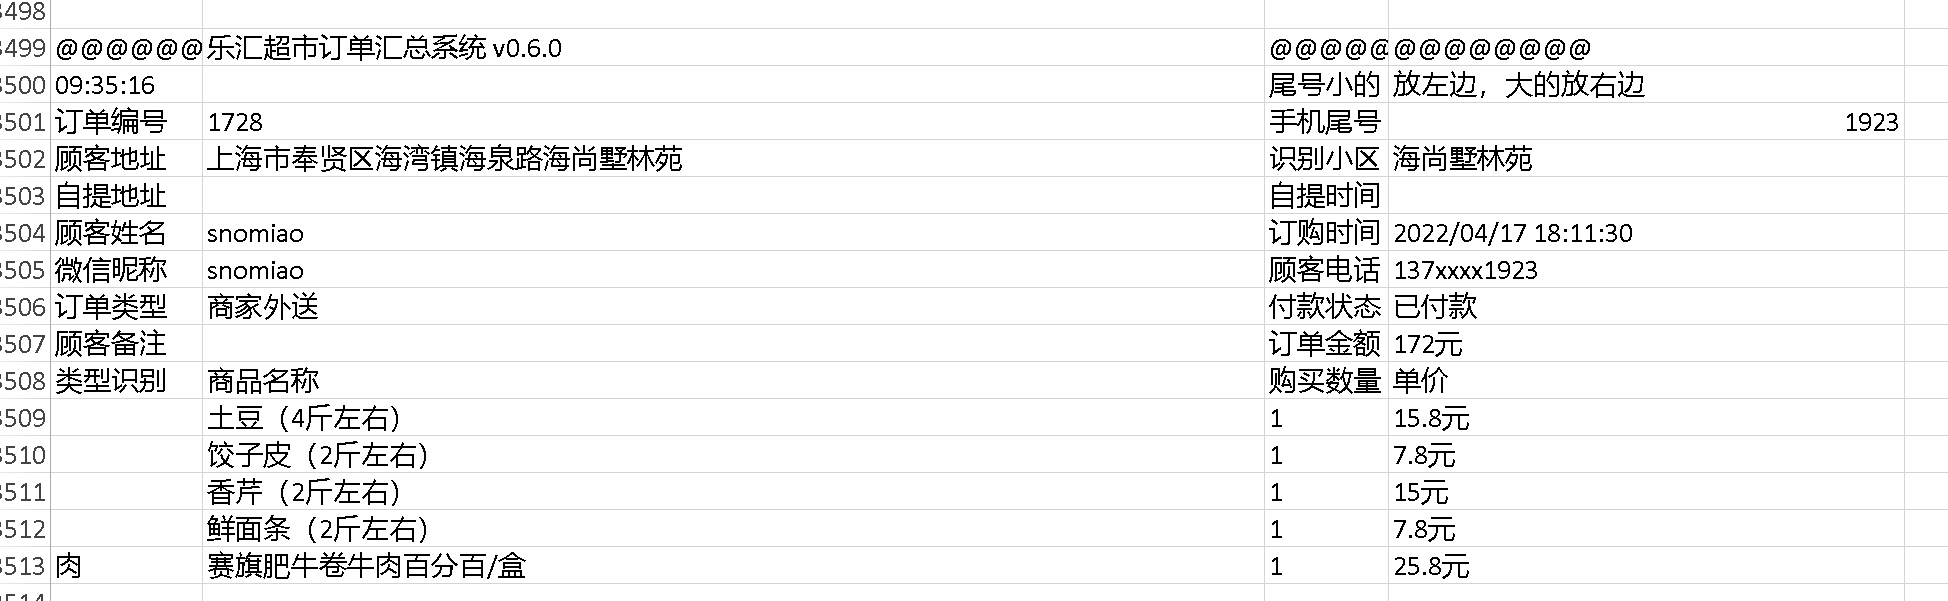 3498
3499 @@@@@@ 乐汇超市订单汇总系统 v0.6.0 @@@@@ @@@@@@@@
3500 09:35:16 尾号小的 放左边，大的放右边
3501 订单编号 1728 手机尾号 1923
3502 顾客地址 上海市奉贤区海湾镇海泉路海尚墅林苑 识别小区 海尚墅林苑
3503 自提地址 自提时间
3504 顾客姓名 snomiao 订购时间 2022/04/17 18:11:30
3505 微信昵称 snomiao 顾客电话 137xxxx1923
3506 订单类型 商家外送 付款状态 已付款
3507 顾客备注 订单金额 172元
3508 类型识别 商品名称 购买数量 单价
3509 土豆（4斤左右） 1 15.8元
3510 饺子皮（2斤左右） 1 7.8元
3511 香芹（2斤左右） 1 15元
3512 鲜面条（2斤左右） 1 7.8元
3513 肉 赛旗肥牛卷牛肉百分百/盒 1 25.8元